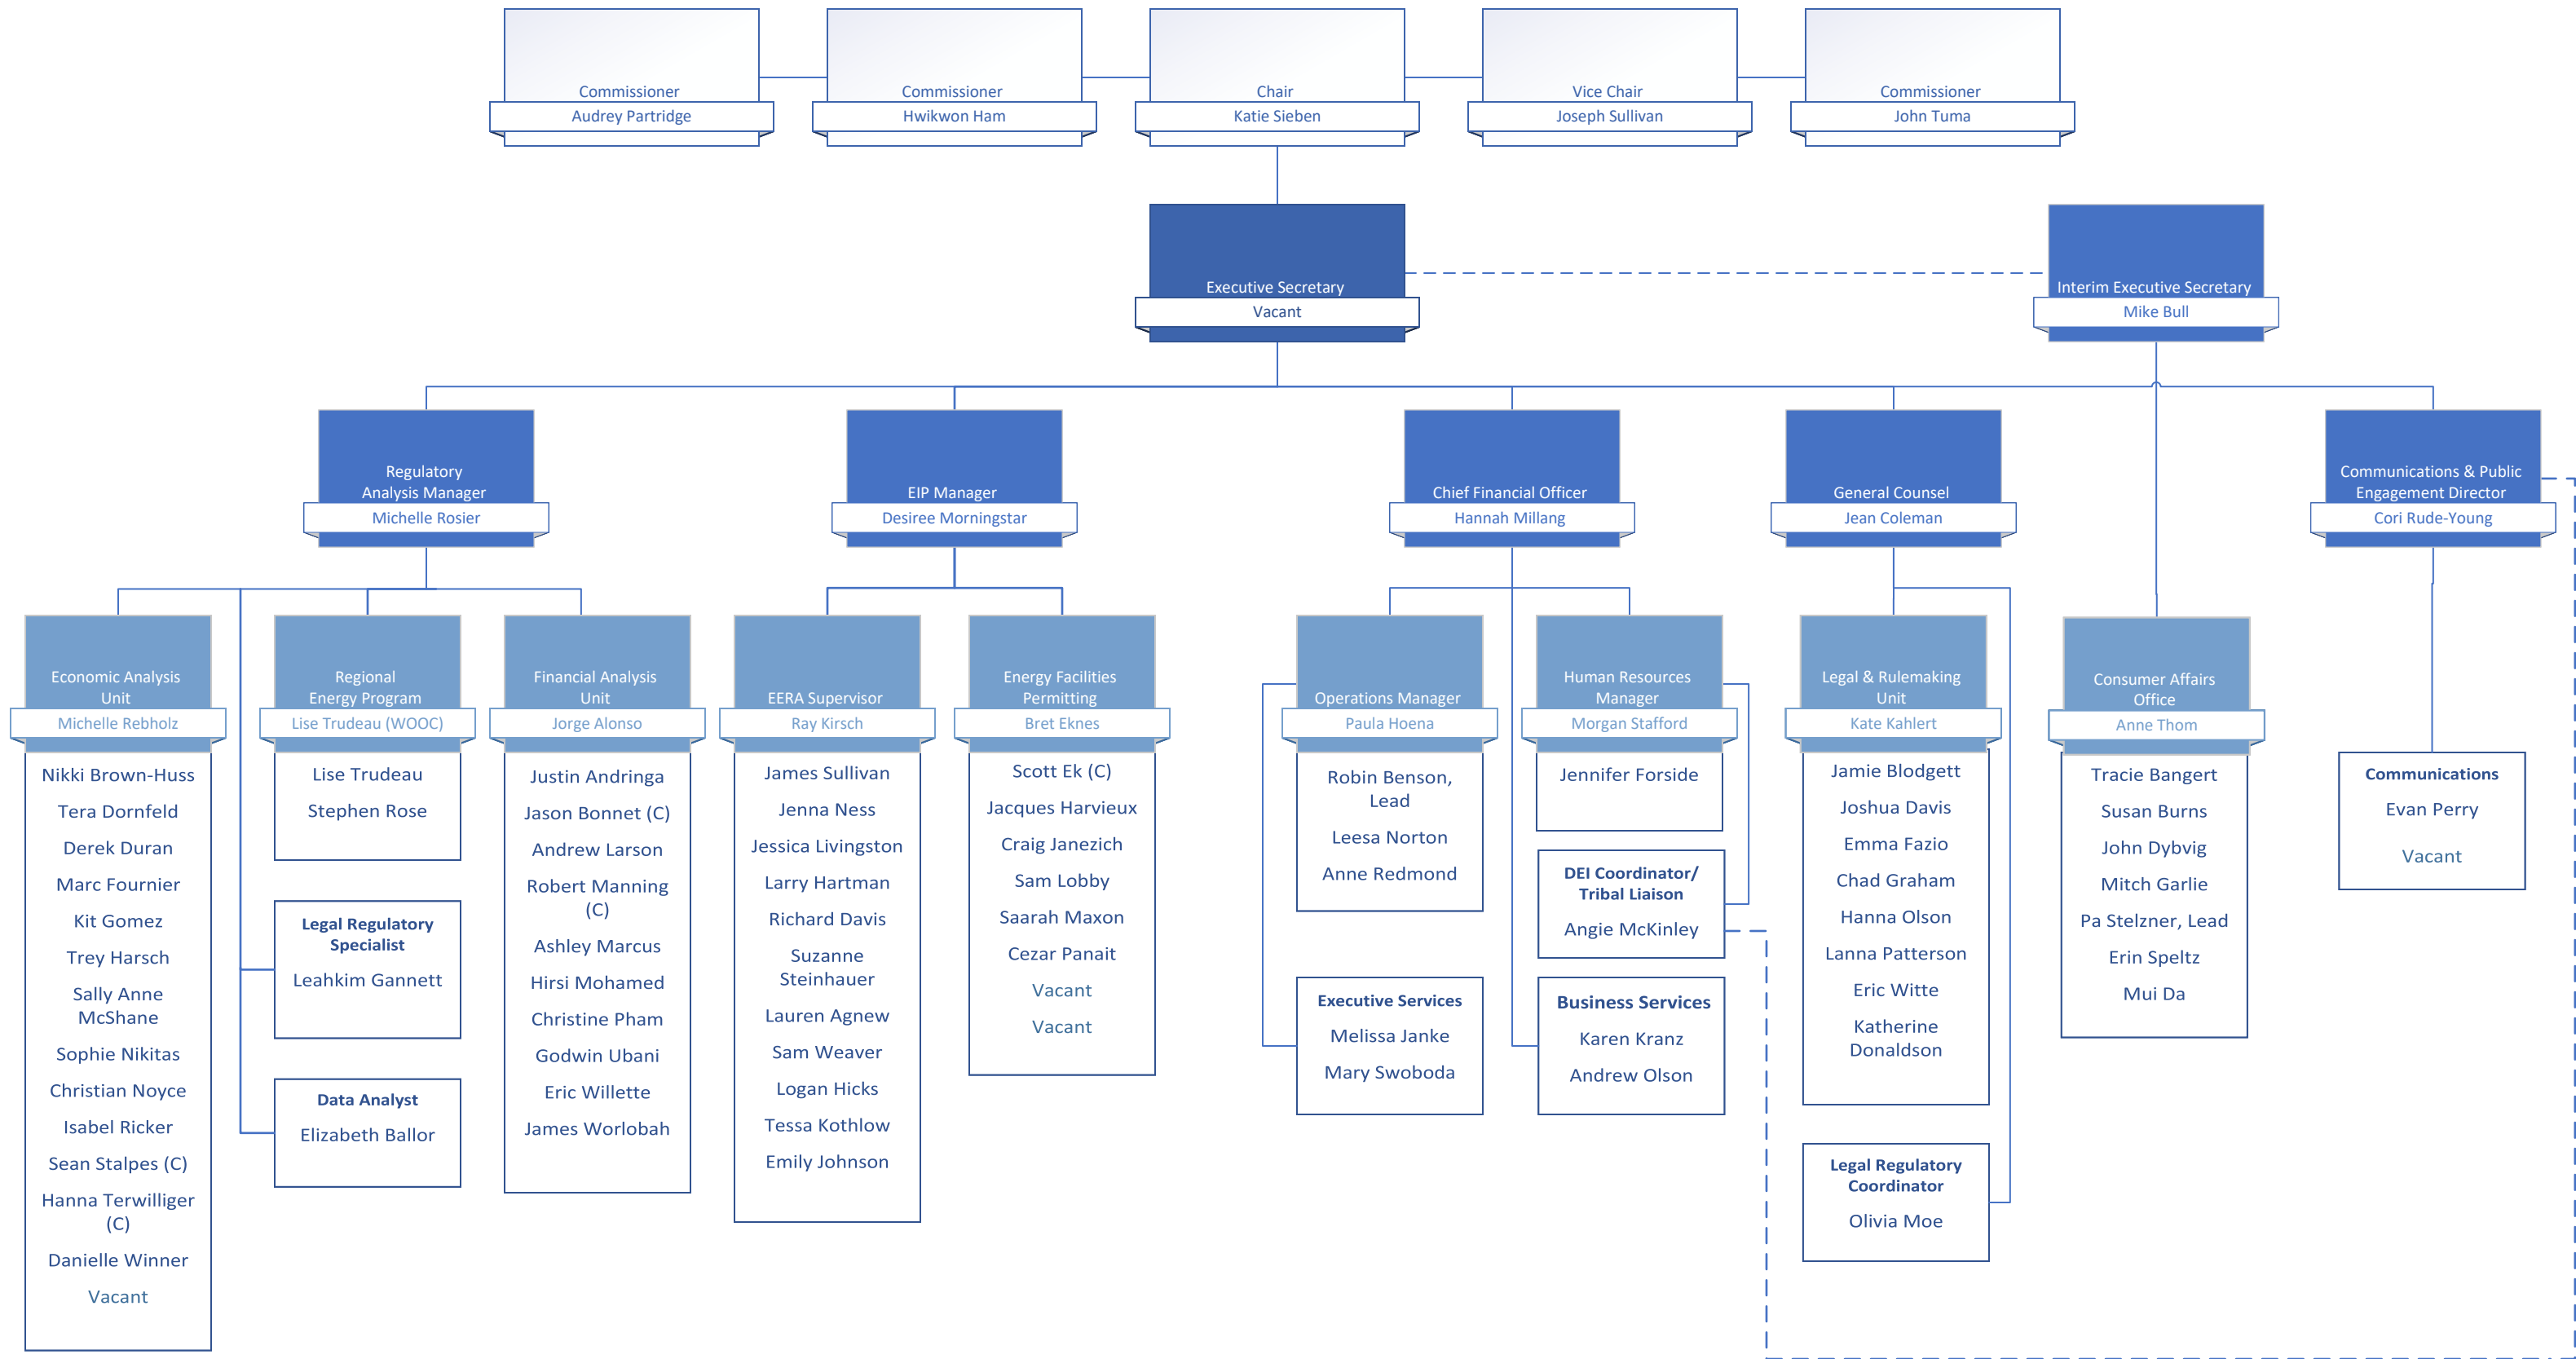 Commissioner
Audrey Partridge
Commissioner
Hwikwon Ham
Chair
Katie Sieben
Vice Chair
Joseph Sullivan
Commissioner
John Tuma
Executive Secretary
Vacant
Interim Executive Secretary
Mike Bull
Regulatory
Analysis Manager
Michelle Rosier
EIP Manager
Desiree Morningstar
Chief Financial Officer
Hannah Millang
General Counsel
Jean Coleman
Communications & Public
Engagement Director
Cori Rude-Young
Economic Analysis
Unit
Michelle Rebholz
Nikki Brown-Huss
Tera Dornfeld
Derek Duran
Marc Fournier
Kit Gomez
Trey Harsch
Sally Anne
McShane
Sophie Nikitas
Christian Noyce
Isabel Ricker
Sean Stalpes (C)
Hanna Terwilliger
(C)
Danielle Winner
Vacant
Regional
Energy Program
Lise Trudeau (WOOC)
Lise Trudeau
Stephen Rose
Legal Regulatory
Specialist
Leahkim Gannett
Data Analyst
Elizabeth Ballor
Financial Analysis
Unit
Jorge Alonso
Justin Andringa
Jason Bonnet (C)
Andrew Larson
Robert Manning
(C)
Ashley Marcus
Hirsi Mohamed
Christine Pham
Godwin Ubani
Eric Willette
James Worlobah
EERA Supervisor
Ray Kirsch
James Sullivan
Jenna Ness
Jessica Livingston
Larry Hartman
Richard Davis
Suzanne
Steinhauer
Lauren Agnew
Sam Weaver
Logan Hicks
Tessa Kothlow
Emily Johnson
Energy Facilities
Permitting
Bret Eknes
Scott Ek (C)
Jacques Harvieux
Craig Janezich
Sam Lobby
Saarah Maxon
Cezar Panait
Vacant
Vacant
Operations Manager
Paula Hoena
Robin Benson,
Lead
Leesa Norton
Anne Redmond
Executive Services
Melissa Janke
Mary Swoboda
Human Resources
Manager
Morgan Stafford
Jennifer Forside
DEI Coordinator/
Tribal Liaison
Angie McKinley
Business Services
Karen Kranz
Andrew Olson
Legal & Rulemaking
Unit
Kate Kahlert
Jamie Blodgett
Joshua Davis
Emma Fazio
Chad Graham
Hanna Olson
Lanna Patterson
Eric Witte
Katherine
Donaldson
Legal Regulatory
Coordinator
Olivia Moe
Consumer Affairs
Office
Anne Thom
Tracie Bangert
Susan Burns
John Dybvig
Mitch Garlie
Pa Stelzner, Lead
Erin Speltz
Mui Da
Communications
Evan Perry
Vacant